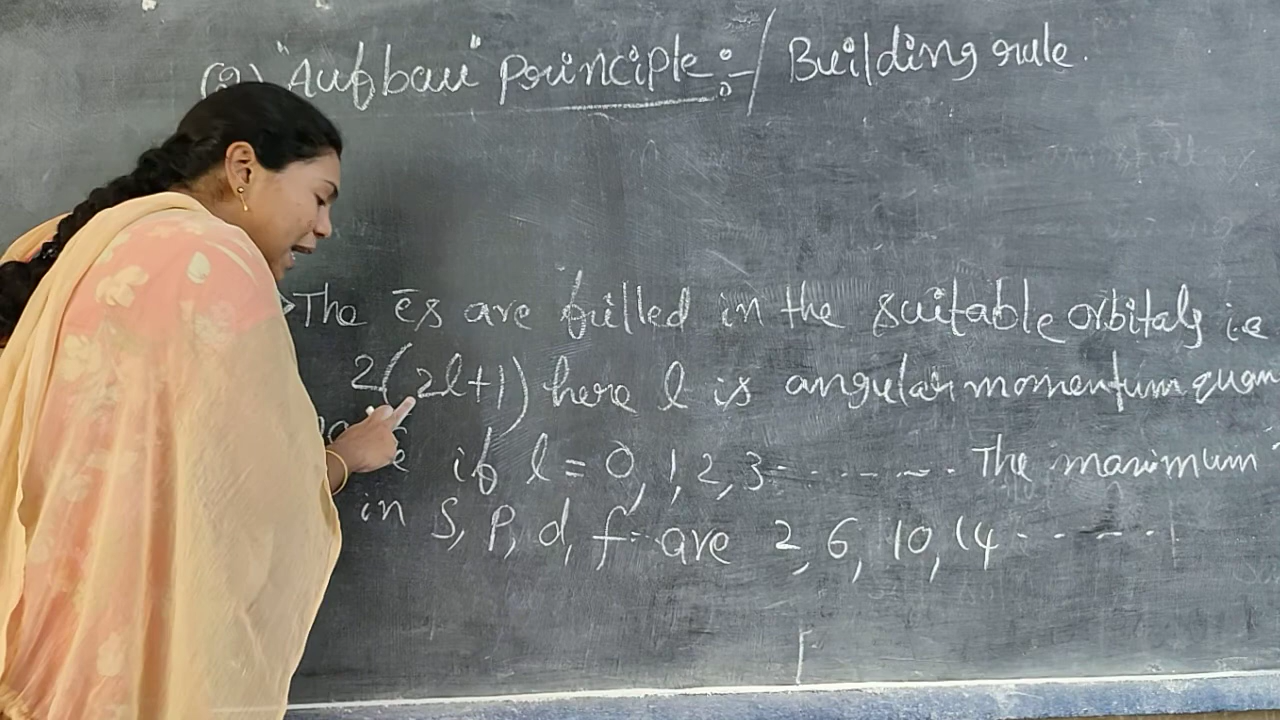 (2) "Aufbau" Principle :- / Building rule.
→ The ēs are filled in the suitable orbitals i.e
2(2l+1) here l is angular momentum quan
if l = 0, 1, 2, 3 - - - - - - . The maximum
in S, P, d, f - are 2, 6, 10, 14 - - - - -